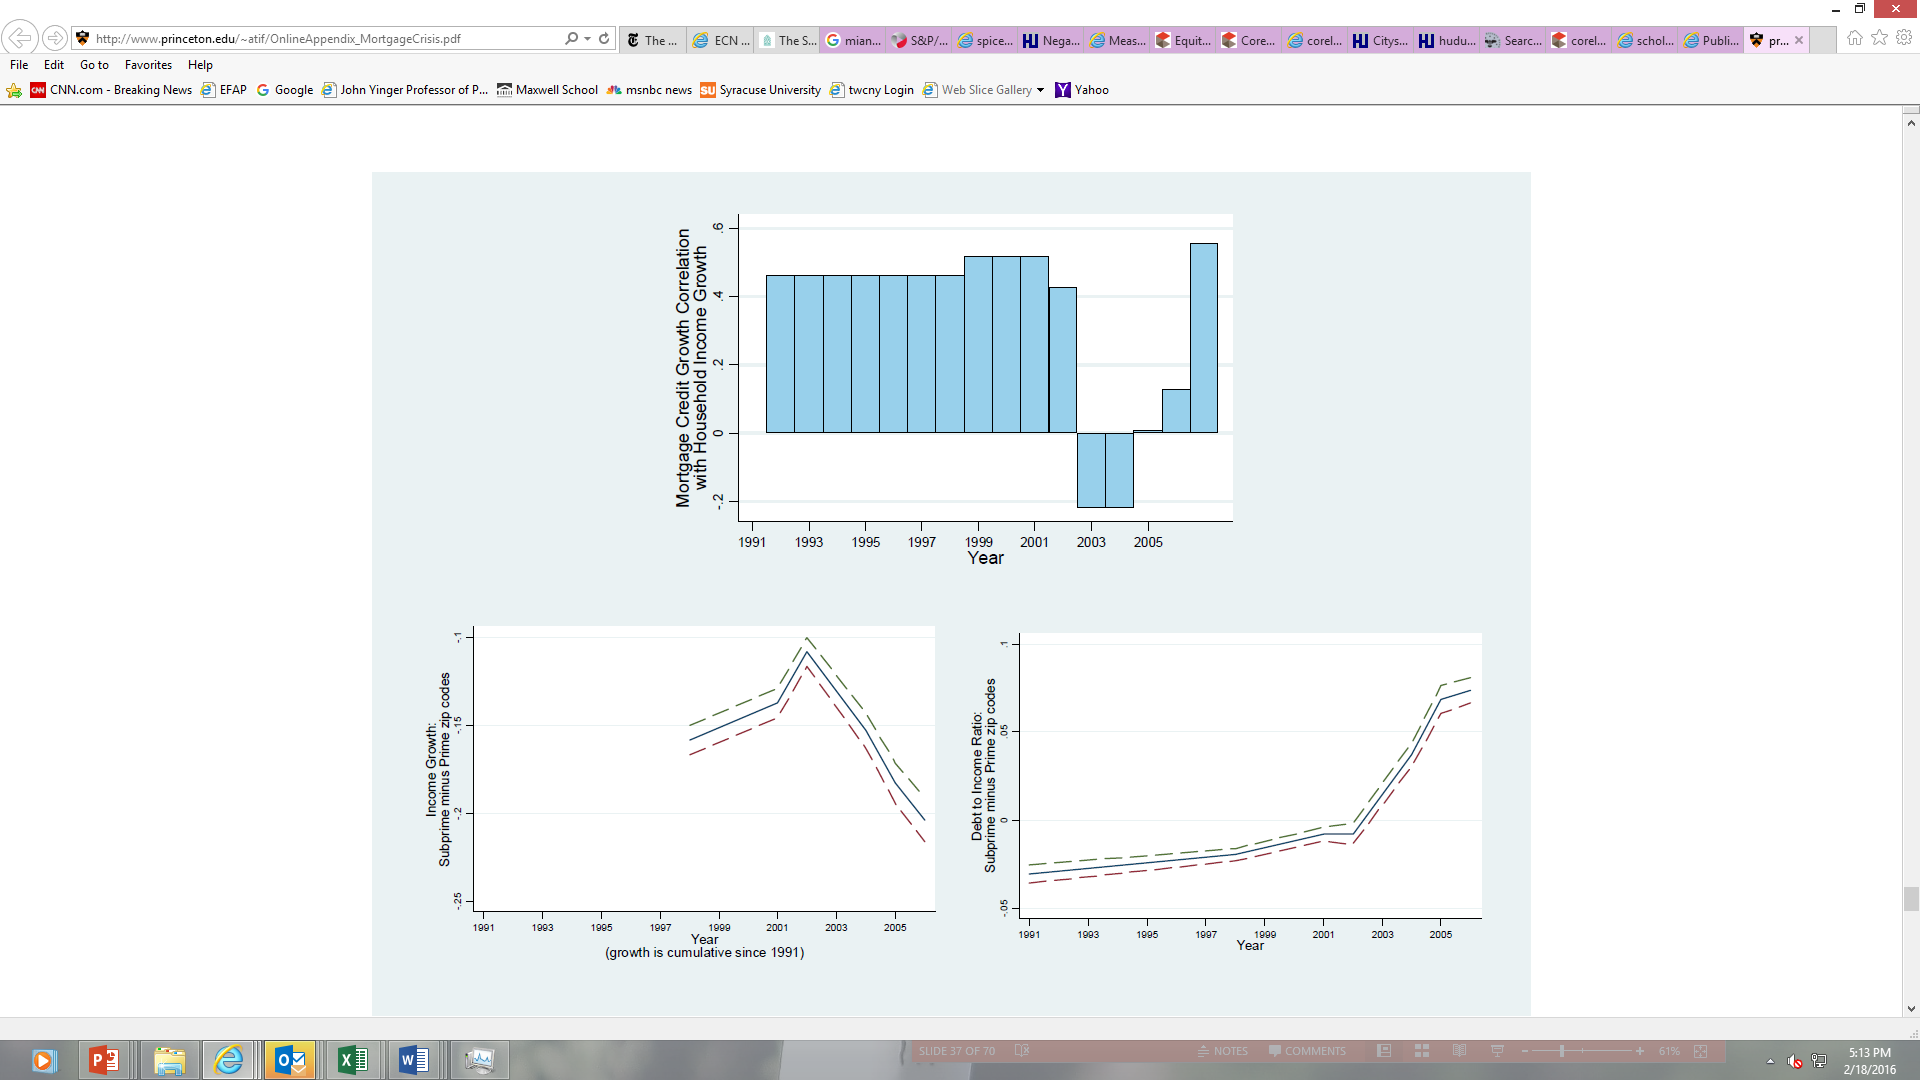 http://www.princeton.edu/~atif/OnlineAppendix_MortgageCrisis.pdf
The ...
ECN ...
The S...
mian...
S&P/...
spice...
Nega...
Meas...
Equit...
Core...
corel...
Citys...
hudu...
Searc...
corel...
schol...
Publi...
pr...
File Edit Go to Favorites Help
CNN.com - Breaking News EFAP Google John Yinger Professor of P... Maxwell School msnbc news Syracuse University twcny Login Web Slice Gallery Yahoo
Mortgage Credit Growth Correlation
with Household Income Growth
.6
.4
.2
0
-.2
1991 1993 1995 1997 1999 2001 2003 2005
Year
Income Growth:
Subprime minus Prime zip codes
-.1
-.15
-.2
-.25
1991 1993 1995 1997 1999 2001 2003 2005
Year
(growth is cumulative since 1991)
Debt to Income Ratio:
Subprime minus Prime zip codes
.1
.05
0
-.05
1991 1993 1995 1997 1999 2001 2003 2005
Year
SLIDE 37 OF 70 NOTES COMMENTS 61%
5:13 PM
2/18/2016